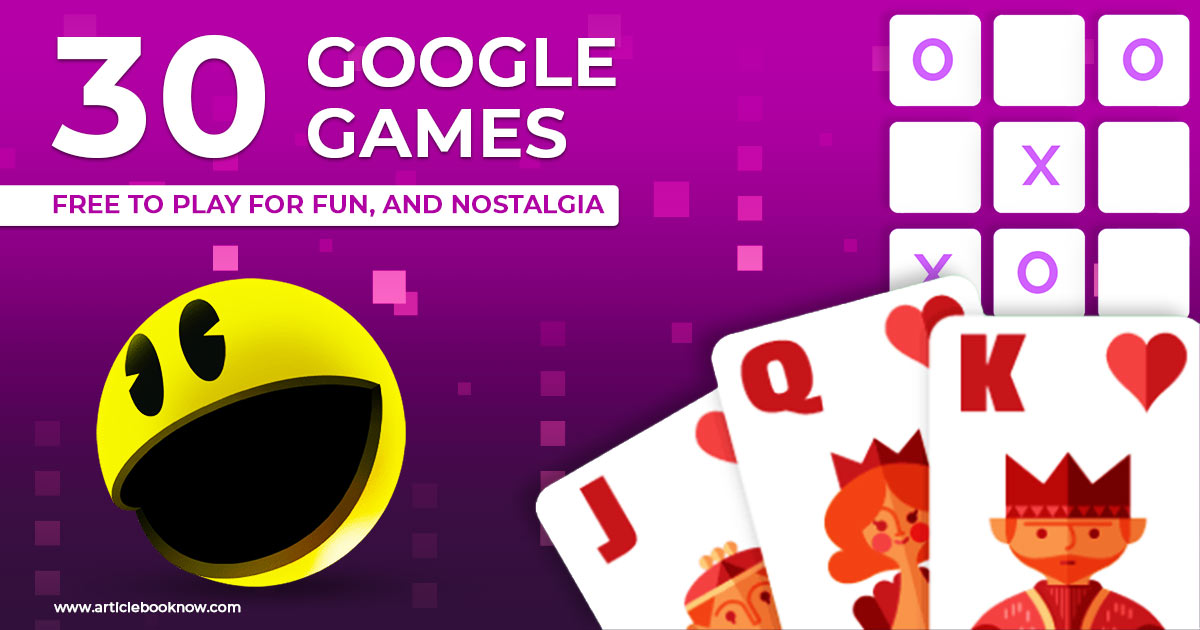 30 GOOGLE
GAMES
FREE TO PLAY FOR FUN, AND NOSTALGIA
O O
X
X O
J Q K
www.articlebooknow.com